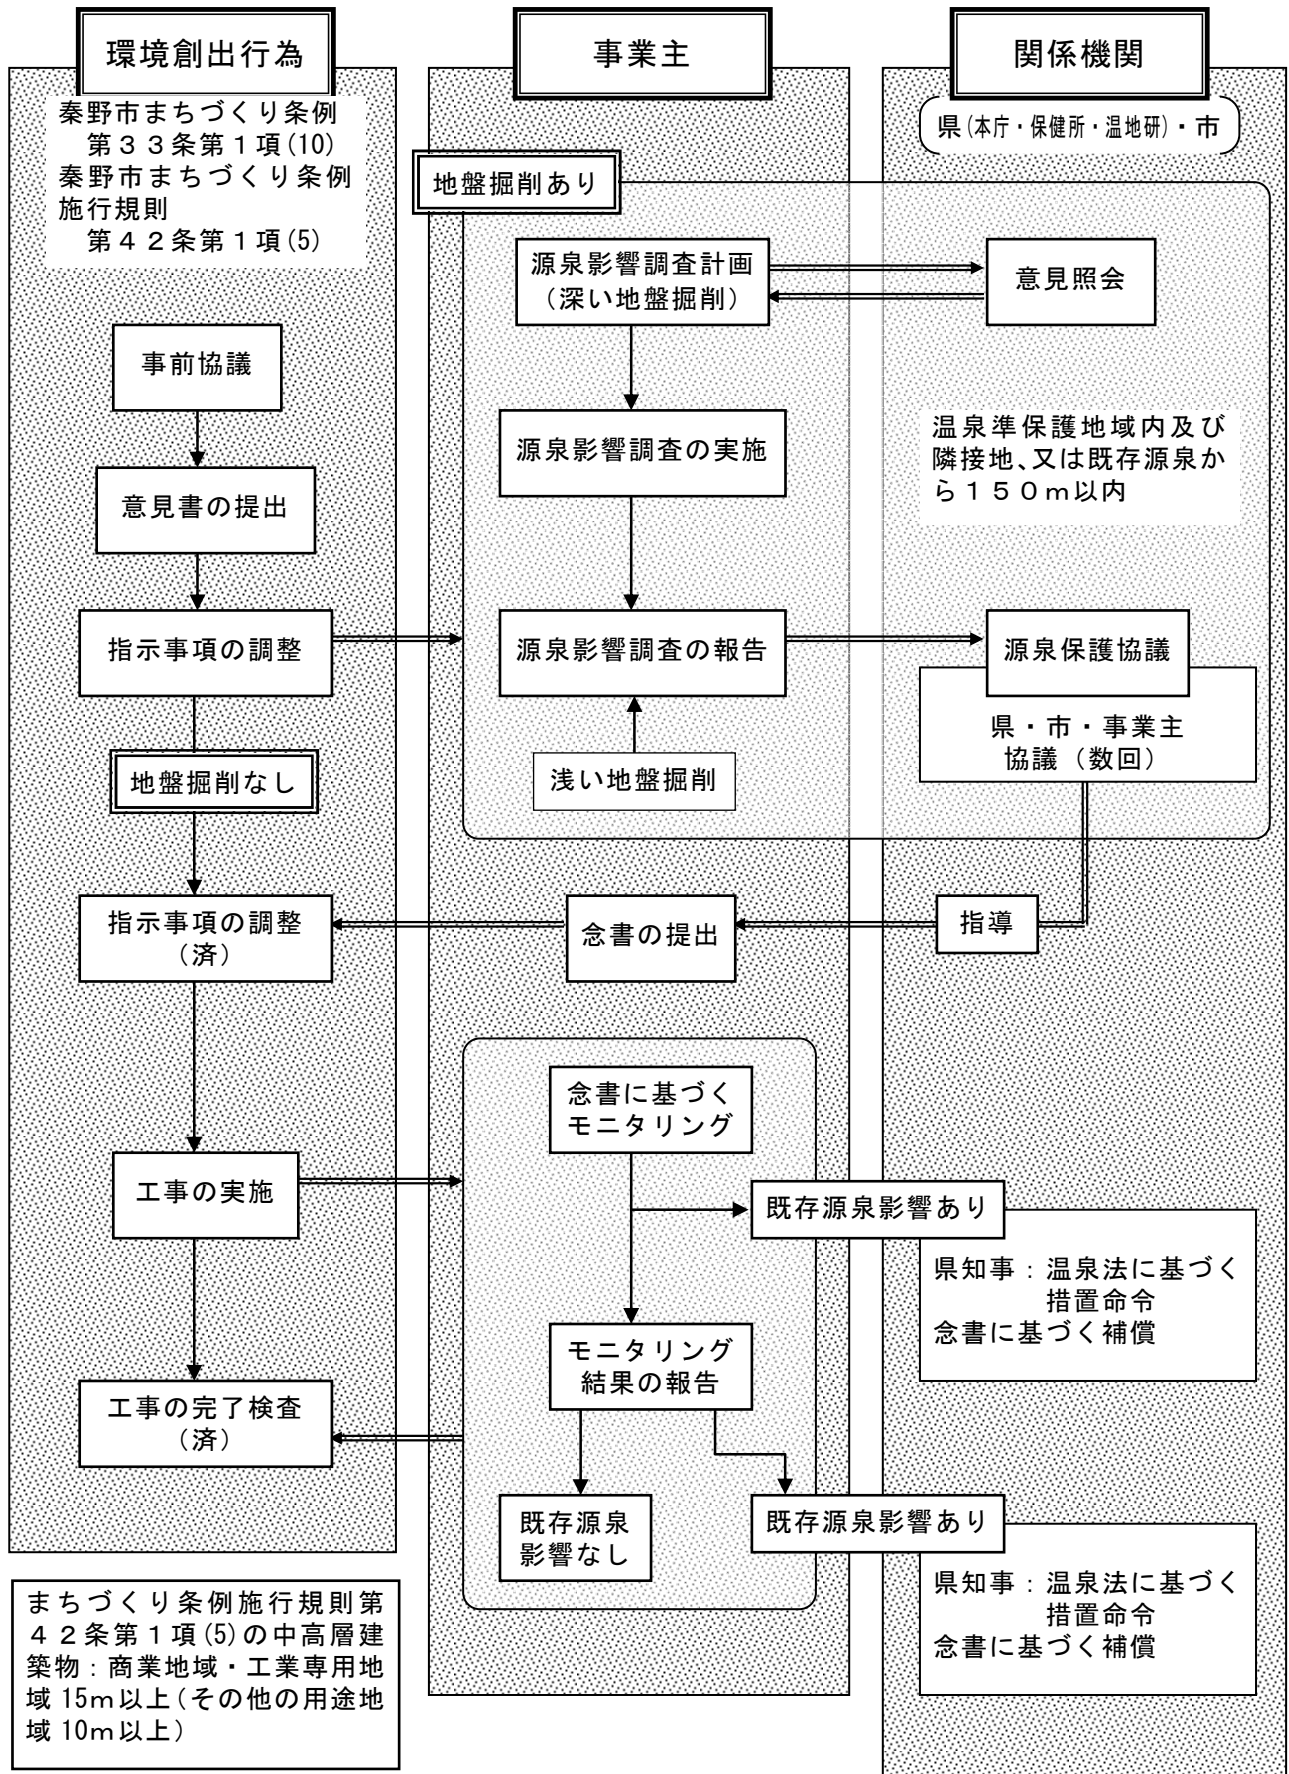 環境創出行為
秦野市まちづくり条例
第３３条第１項(10)
秦野市まちづくり条例
施行規則
第４２条第１項(5)
事前協議
意見書の提出
指示事項の調整
地盤掘削なし
指示事項の調整
（済）
工事の実施
工事の完了検査
（済）
まちづくり条例施行規則第
４２条第１項(5)の中高層建
築物：商業地域・工業専用地
域 15ｍ以上(その他の用途地
域 10ｍ以上)
事業主
地盤掘削あり
源泉影響調査計画
（深い地盤掘削）
源泉影響調査の実施
源泉影響調査の報告
浅い地盤掘削
念書の提出
念書に基づく
モニタリング
モニタリング
結果の報告
既存源泉
影響なし
関係機関
県(本庁・保健所・温地研)・市
意見照会
温泉準保護地域内及び
隣接地、又は既存源泉か
ら１５０ｍ以内
源泉保護協議
県・市・事業主
協議（数回）
指導
既存源泉影響あり
県知事：温泉法に基づく
措置命令
念書に基づく補償
既存源泉影響あり
県知事：温泉法に基づく
措置命令
念書に基づく補償